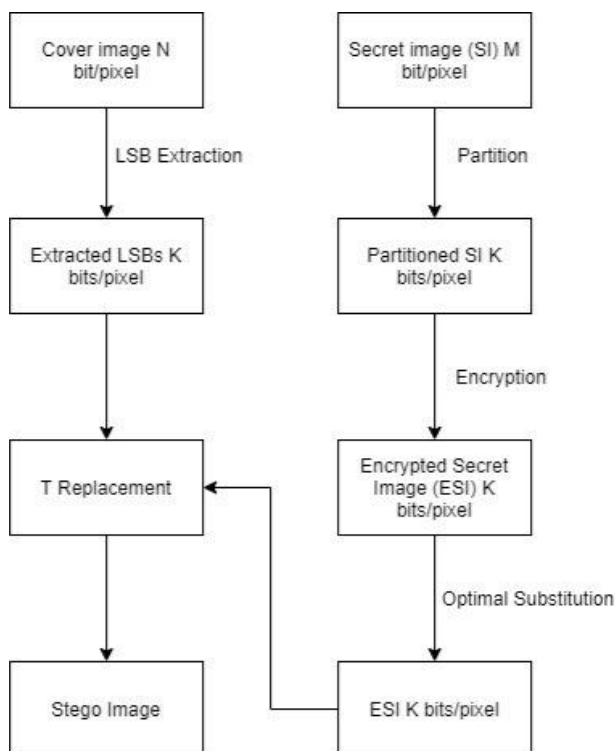 Cover image N
bit/pixel
Secret image (SI) M
bit/pixel
LSB Extraction
Partition
Extracted LSBs K
bits/pixel
Partitioned SI K
bits/pixel
Encryption
T Replacement
Encrypted Secret
Image (ESI) K
bits/pixel
Optimal Substitution
Stego Image
ESI K bits/pixel